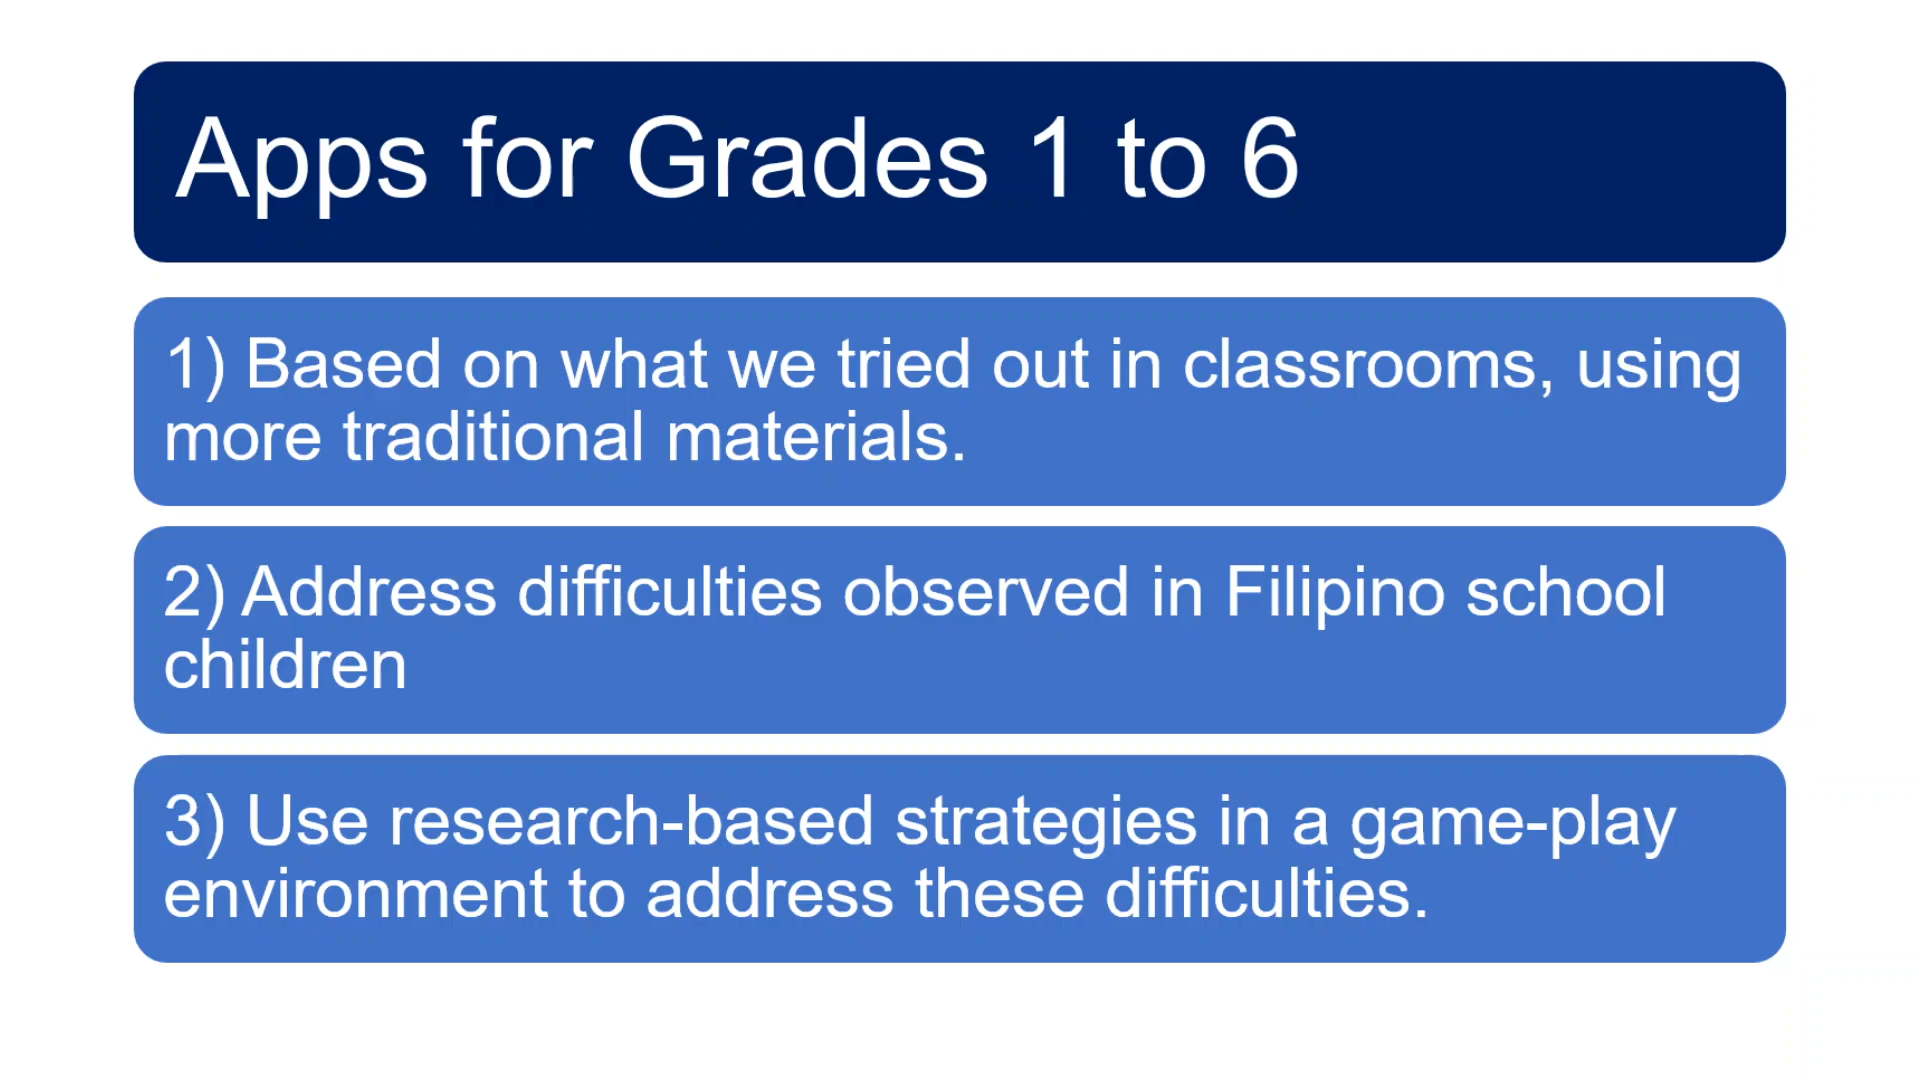 Apps for Grades 1 to 6
1) Based on what we tried out in classrooms, using
more traditional materials.
2) Address difficulties observed in Filipino school
children
3) Use research-based strategies in a game-play
environment to address these difficulties.